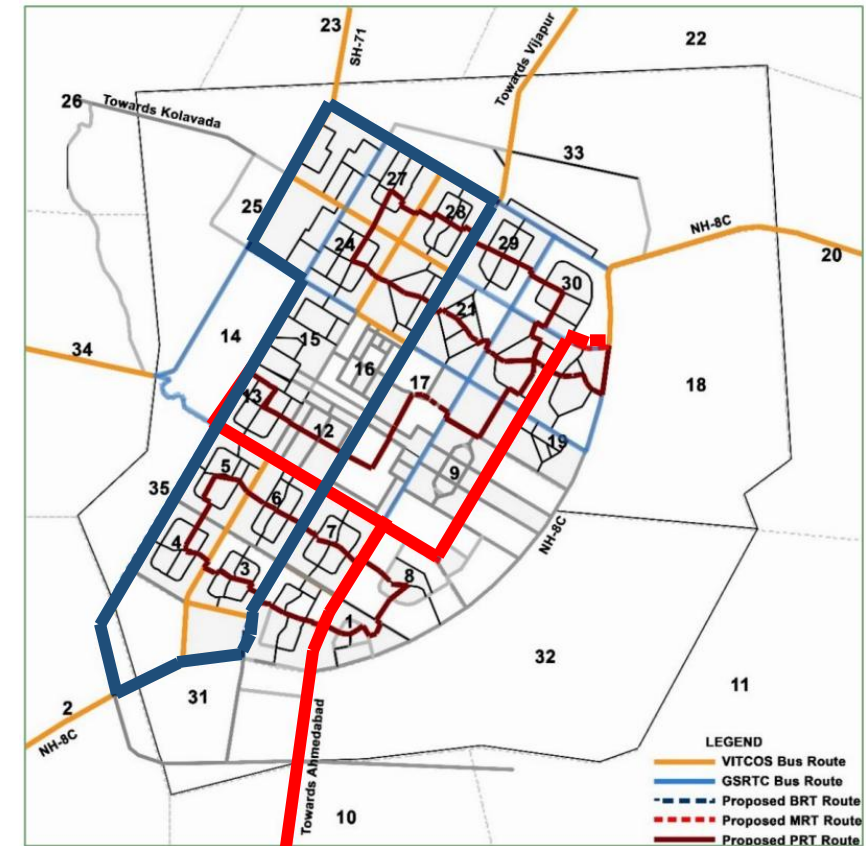 23
SH-71
Towards Vijapur
22
26
Towards Kolavada
33
27
28
25
NH-8C
24
29
20
30
21
14
15
34
16
17
18
13
12
19
9
5
35
6
7
NH-8C
4
3
8
1
32
31
11
2
NH-8C
Towards Ahmedabad
10
LEGEND
VITCOS Bus Route
GSRTC Bus Route
Proposed BRT Route
Proposed MRT Route
Proposed PRT Route